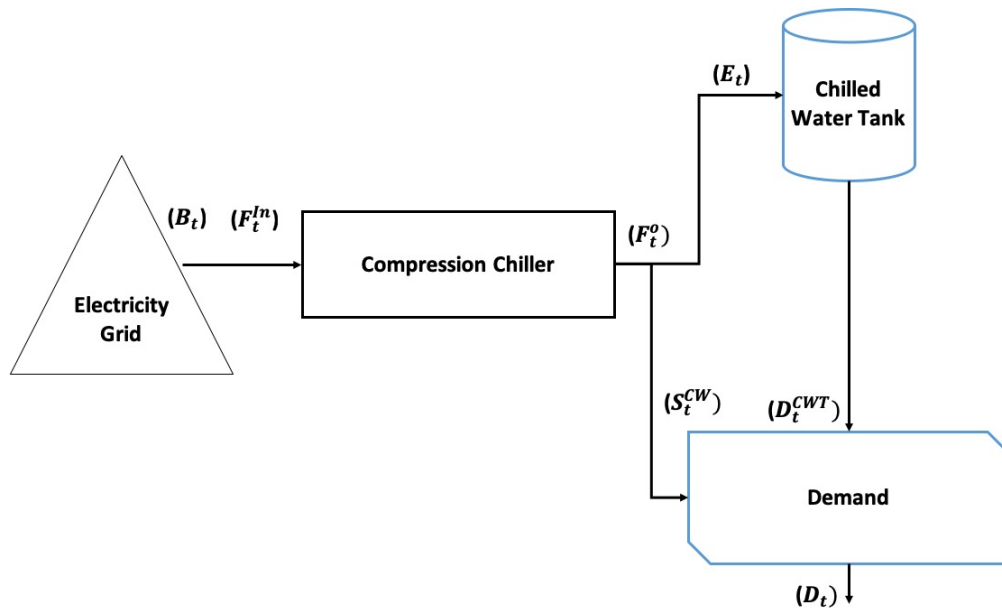 (E_t)
Chilled
Water Tank
(B_t) (F_t^{In})
(F_t^o)
Compression Chiller
Electricity
Grid
(S_t^{CW})
(D_t^{CWT})
Demand
(D_t)